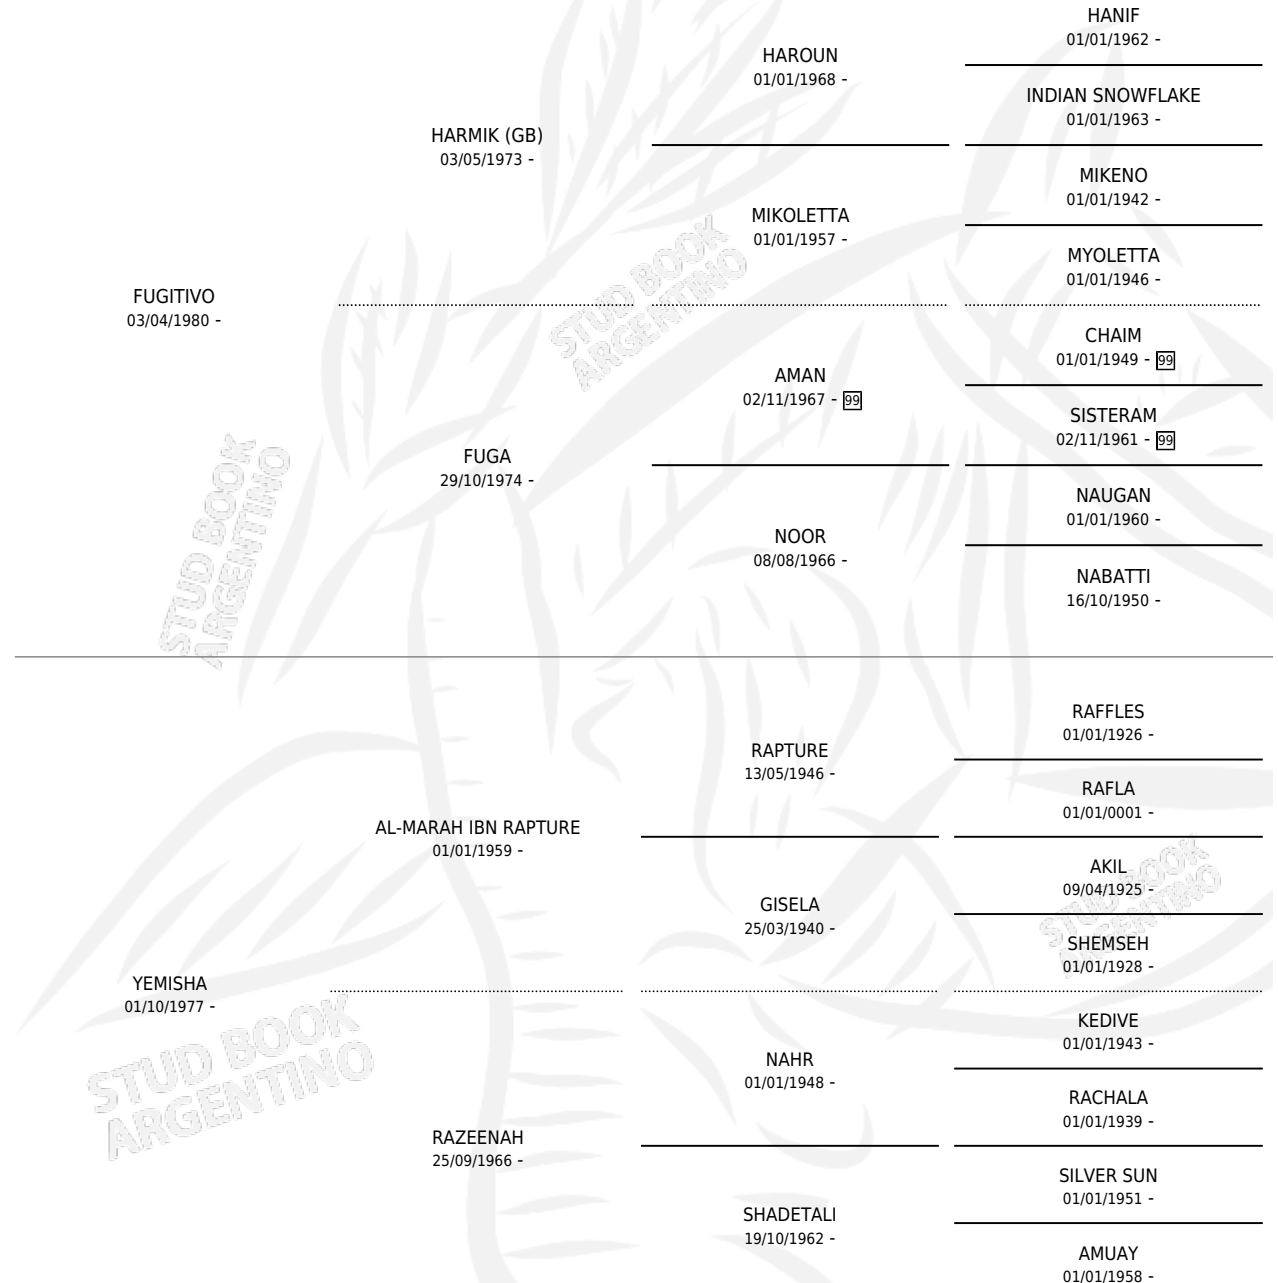 HANIF
01/01/1962 -
HAROUN
01/01/1968 -
INDIAN SNOWFLAKE
01/01/1963 -
HARMIK (GB)
03/05/1973 -
MIKENO
01/01/1942 -
MIKOLETTA
01/01/1957 -
MYOLETTA
01/01/1946 -
FUGITIVO
03/04/1980 -
STUD BOOK
ARGENTINO
CHAIM
01/01/1949 - 99
AMAN
02/11/1967 - 99
SISTERAM
02/11/1961 - 99
FUGA
29/10/1974 -
NAUGAN
01/01/1960 -
NOOR
08/08/1966 -
NABATTI
16/10/1950 -
STUD BOOK
ARGENTINO
RAFFLES
01/01/1926 -
RAPTURE
13/05/1946 -
RAFLA
01/01/0001 -
AL-MARAH IBN RAPTURE
01/01/1959 -
AKIL
09/04/1925 -
GISELA
25/03/1940 -
SHEMSEH
01/01/1928 -
STUD BOOK
ARGENTINO
YEMISHA
01/10/1977 -
KEDIVE
01/01/1943 -
NAHR
01/01/1948 -
RACHALA
01/01/1939 -
STUD BOOK
ARGENTINO
RAZEENAH
25/09/1966 -
SILVER SUN
01/01/1951 -
SHADETALI
19/10/1962 -
AMUAY
01/01/1958 -